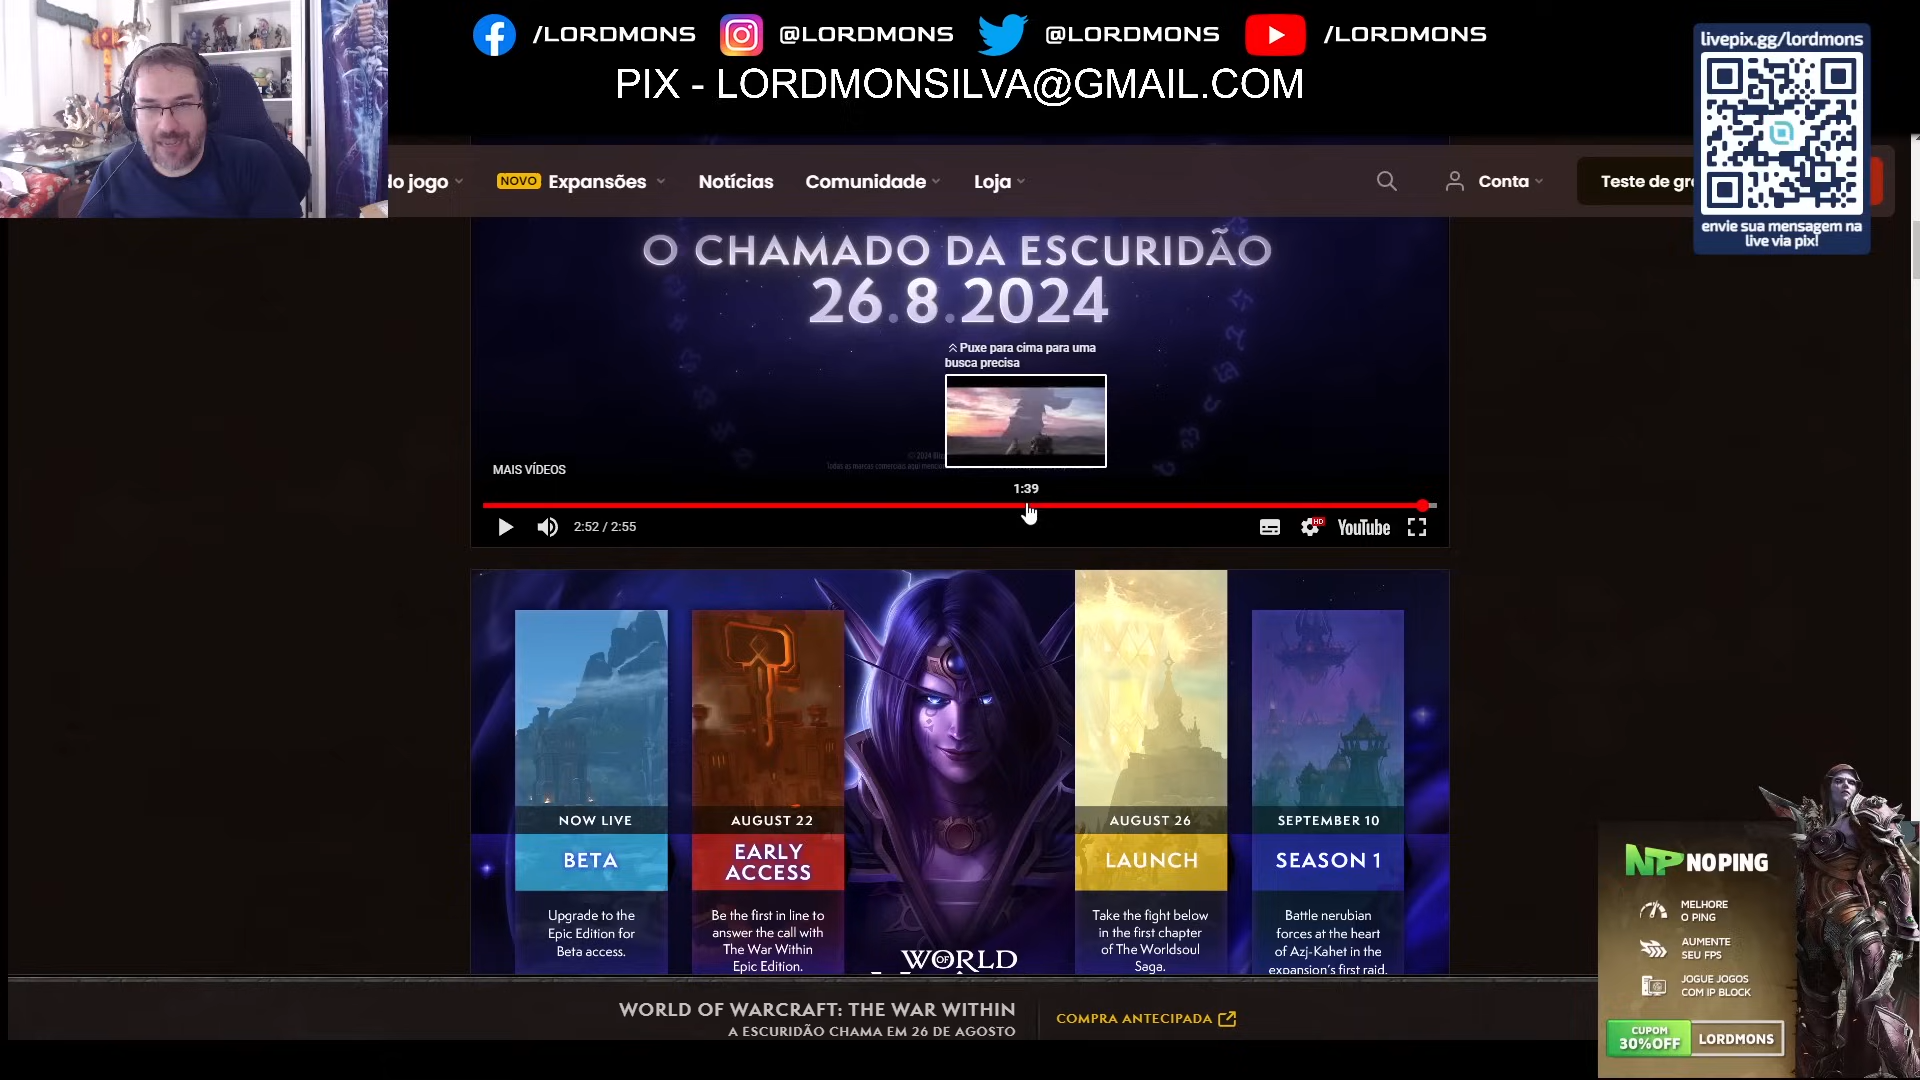 /LORDMONS
@LORDMONS
@LORDMONS
/LORDMONS
PIX - LORDMONSILVA@GMAIL.COM
livepix.gg/lordmons
envie sua mensagem na
live via pix!
do jogo
NOVO
Expansões
Notícias
Comunidade
Loja
Conta
Teste de gr
O CHAMADO DA ESCURIDÃO
26.8.2024
Puxe para cima para uma
busca precisa
MAIS VÍDEOS
1:39
2:52 / 2:55
HD
YouTube
NOW LIVE
BETA
Upgrade to the
Epic Edition for
Beta access.
AUGUST 22
EARLY
ACCESS
Be the first in line to
answer the call with
The War Within
Epic Edition.
WORLD
OF
AUGUST 26
LAUNCH
Take the fight below
in the first chapter
of The Worldsoul
Saga.
SEPTEMBER 10
SEASON 1
Battle nerubian
forces at the heart
of Azj-Kahet in the
expansion's first raid.
WORLD OF WARCRAFT: THE WAR WITHIN
A ESCURIDÃO CHAMA EM 26 DE AGOSTO
COMPRA ANTECIPADA
NP NOPING
MELHORE
O PING
AUMENTE
SEU FPS
JOGUE JOGOS
COM IP BLOCK
CUPOM
30%OFF
LORDMONS